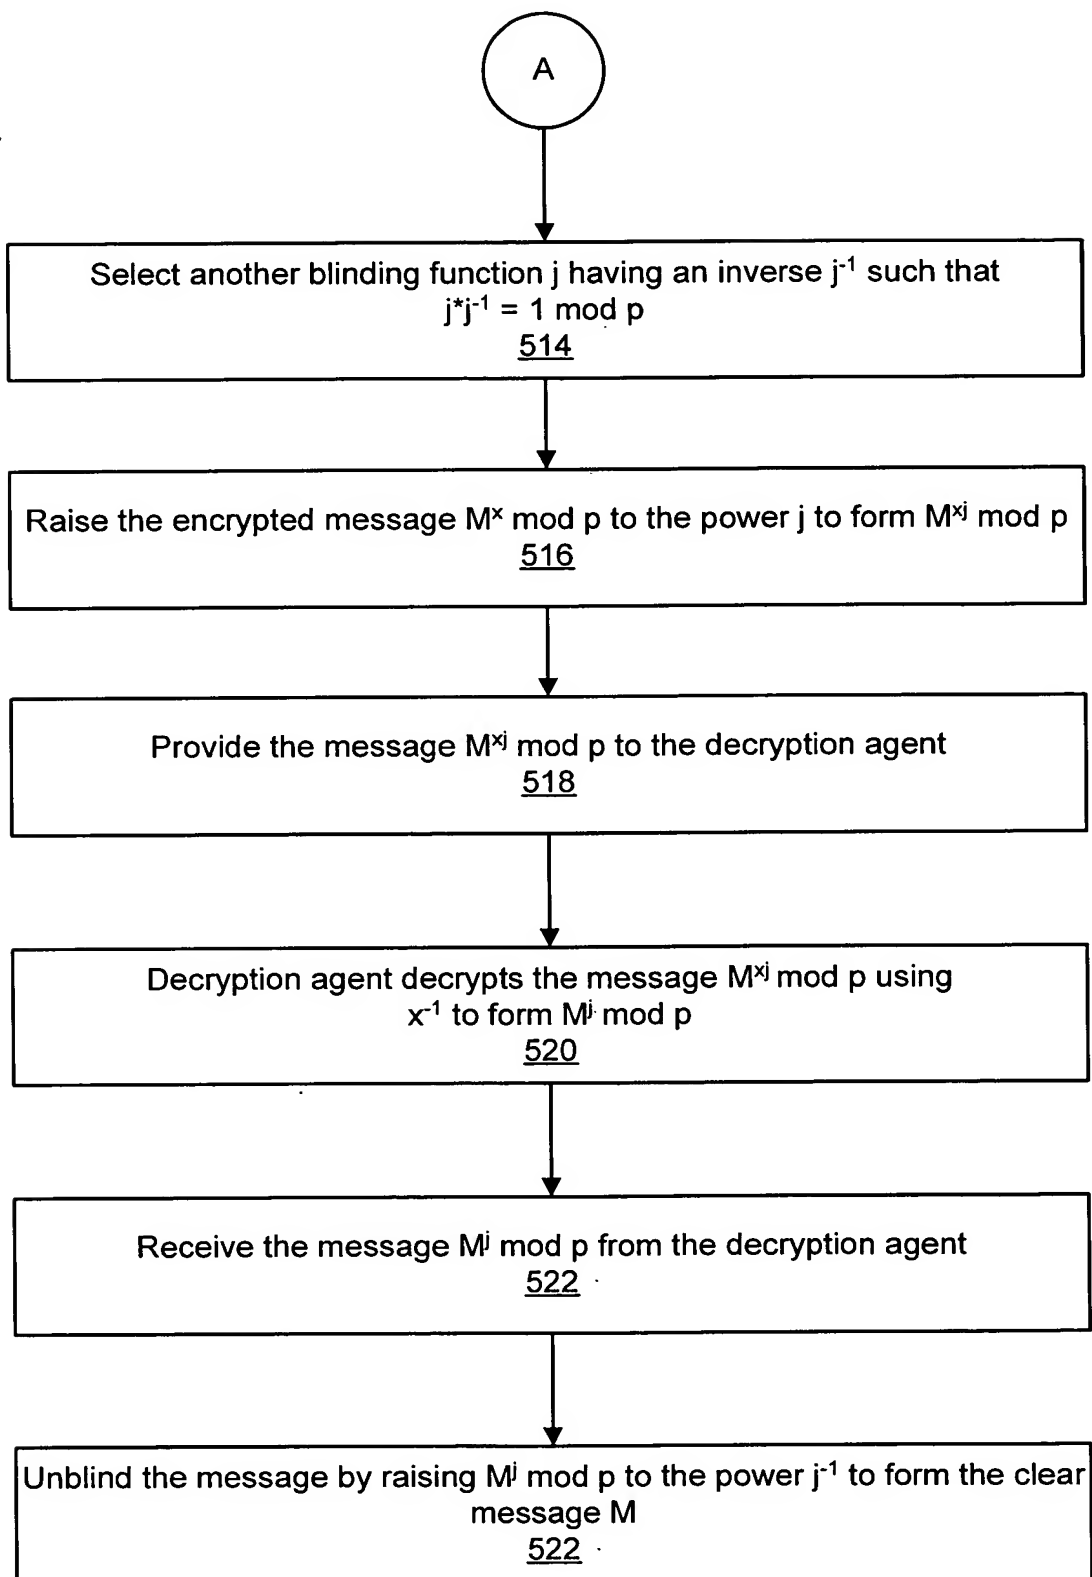 A
Select another blinding function j having an inverse j⁻¹ such that
j*j⁻¹ = 1 mod p
514
Raise the encrypted message Mˣ mod p to the power j to form Mˣʲ mod p
516
Provide the message Mˣʲ mod p to the decryption agent
518
Decryption agent decrypts the message Mˣʲ mod p using
x⁻¹ to form Mʲ mod p
520
Receive the message Mʲ mod p from the decryption agent
522
Unblind the message by raising Mʲ mod p to the power j⁻¹ to form the clear
message M
522